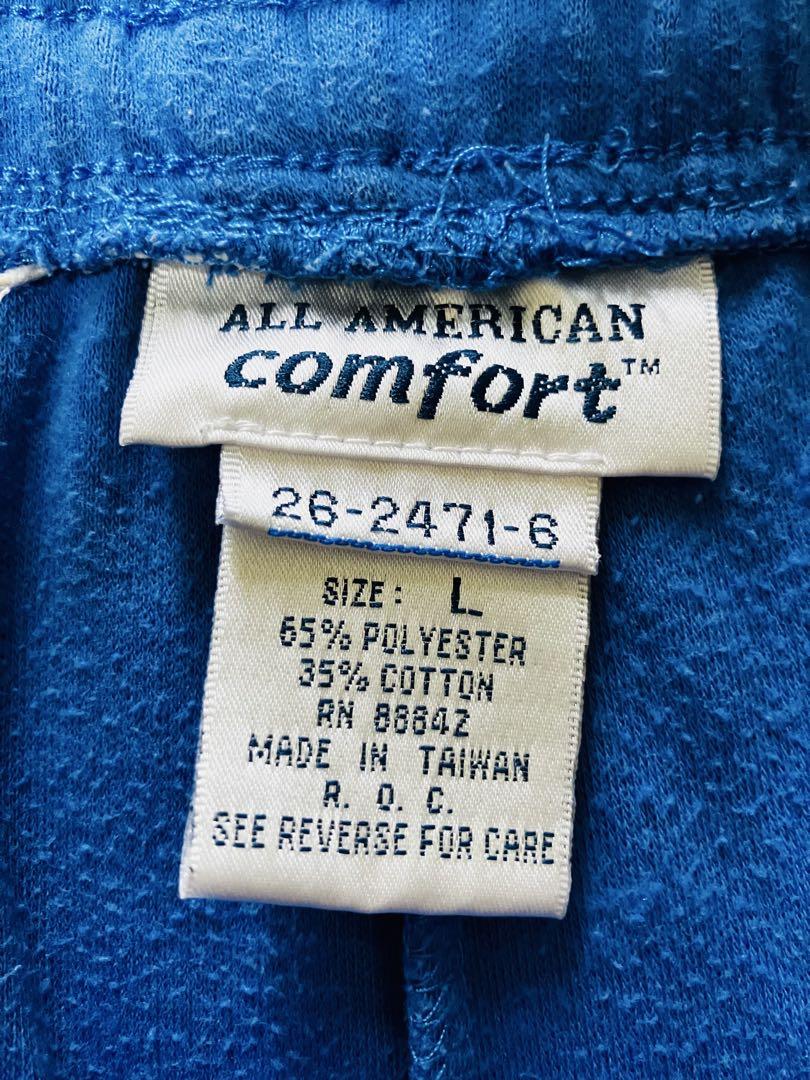 ALL AMERICAN
comfort™
26-2471-6
SIZE: L
65% POLYESTER
35% COTTON
RN 88842
MADE IN TAIWAN
R. O. C.
SEE REVERSE FOR CARE